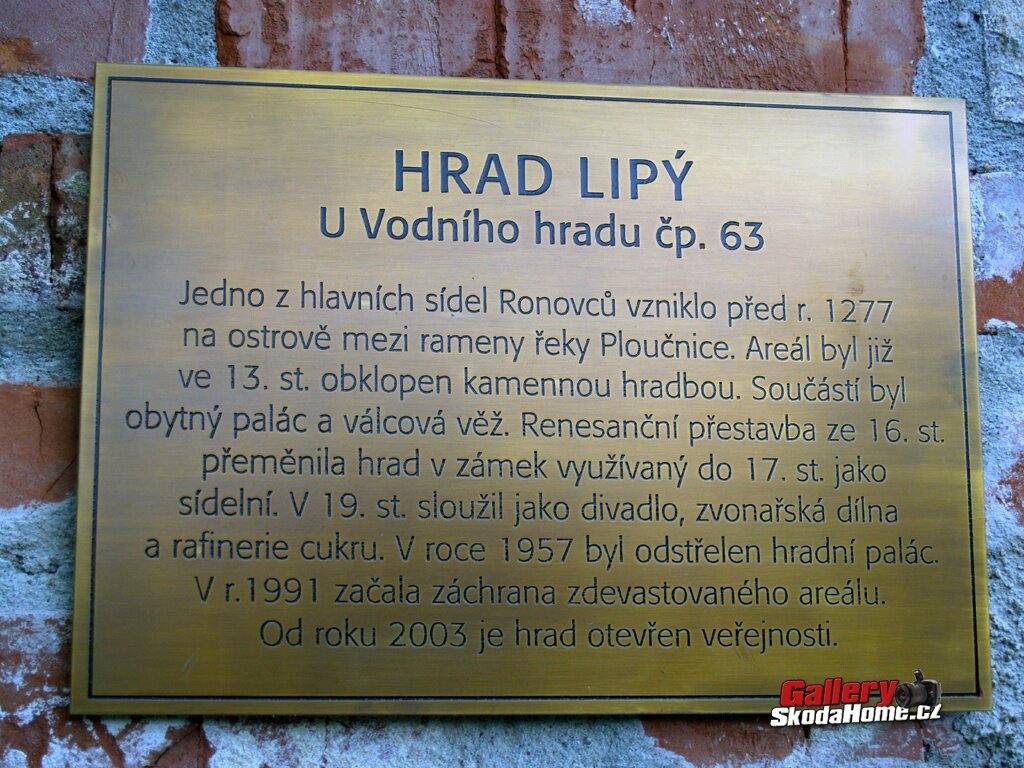 HRAD LIPÝ
U Vodního hradu čp. 63
Jedno z hlavních sídel Ronovců vzniklo před r. 1277
na ostrově mezi rameny řeky Ploučnice. Areál byl již
ve 13. st. obklopen kamennou hradbou. Součástí byl
obytný palác a válcová věž. Renesanční přestavba ze 16. st.
přeměnila hrad v zámek využívaný do 17. st. jako
sídelní. V 19. st. sloužil jako divadlo, zvonařská dílna
a rafinerie cukru. V roce 1957 byl odstřelen hradní palác.
V r.1991 začala záchrana zdevastovaného areálu.
Od roku 2003 je hrad otevřen veřejnosti.
Gallery
SkodaHome.cz